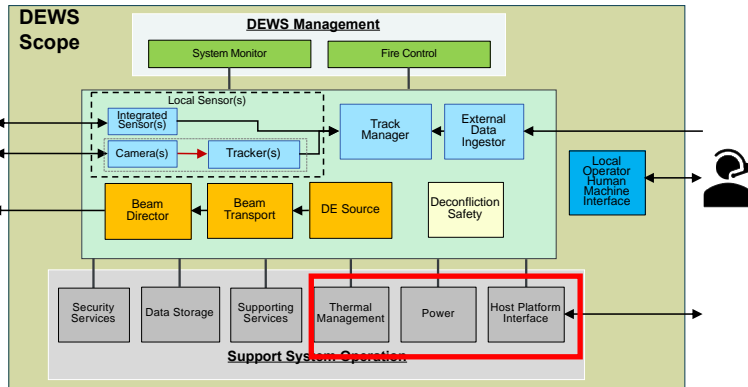 DEWS
Scope
DEWS Management
System Monitor
Fire Control
Local Sensor(s)
Integrated
Sensor(s)
Camera(s)
Tracker(s)
Track
Manager
External
Data
Ingestor
Local
Operator
Human
Machine
Interface
Beam
Director
Beam
Transport
DE Source
Deconfliction
Safety
Security
Services
Data Storage
Supporting
Services
Thermal
Management
Power
Host Platform
Interface
Support System Operation